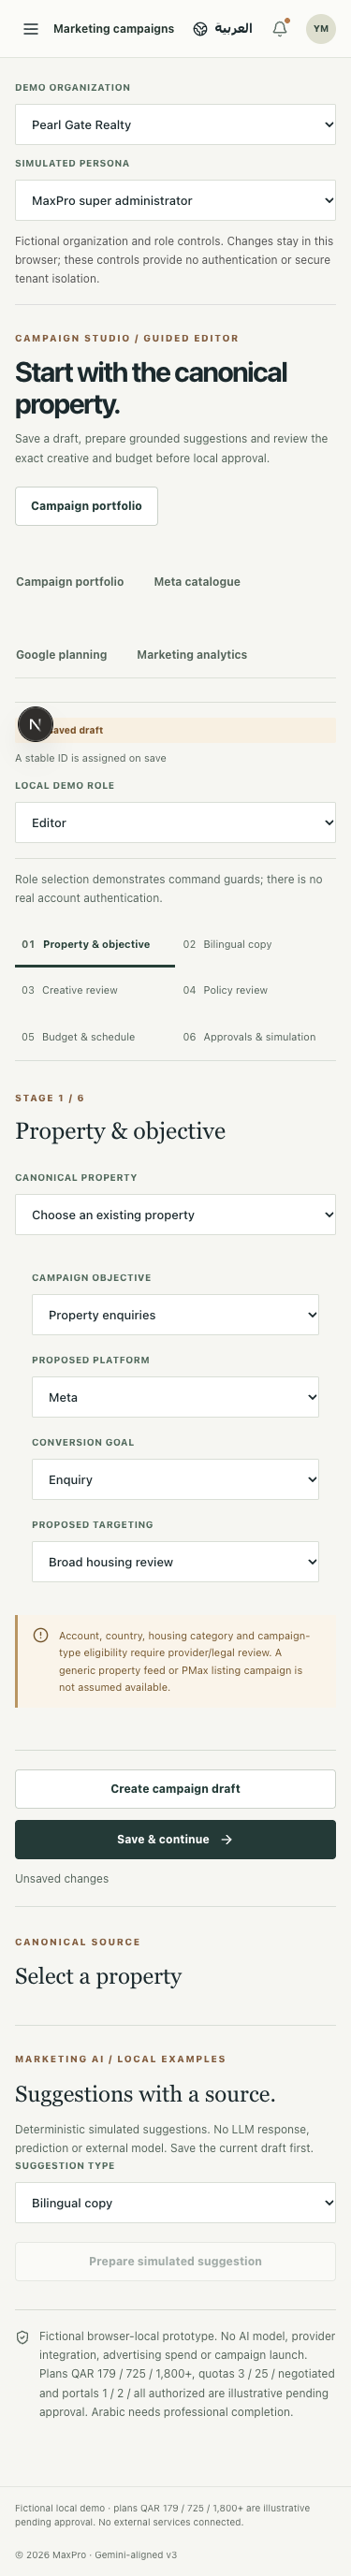 Marketing campaigns
العربية
YM
DEMO ORGANIZATION
Pearl Gate Realty
SIMULATED PERSONA
MaxPro super administrator
Fictional organization and role controls. Changes stay in this
browser; these controls provide no authentication or secure
tenant isolation.
CAMPAIGN STUDIO / GUIDED EDITOR
Start with the canonical
property.
Save a draft, prepare grounded suggestions and review the
exact creative and budget before local approval.
Campaign portfolio
Campaign portfolio Meta catalogue
Google planning Marketing analytics
N
draft
A stable ID is assigned on save
LOCAL DEMO ROLE
Editor
Role selection demonstrates command guards; there is no
real account authentication.
01 Property & objective 02 Bilingual copy
03 Creative review 04 Policy review
05 Budget & schedule 06 Approvals & simulation
STAGE 1 / 6
Property & objective
CANONICAL PROPERTY
Choose an existing property
CAMPAIGN OBJECTIVE
Property enquiries
PROPOSED PLATFORM
Meta
CONVERSION GOAL
Enquiry
PROPOSED TARGETING
Broad housing review
Account, country, housing category and campaign-
type eligibility require provider/legal review. A
generic property feed or PMax listing campaign is
not assumed available.
Create campaign draft
Save & continue →
Unsaved changes
CANONICAL SOURCE
Select a property
MARKETING AI / LOCAL EXAMPLES
Suggestions with a source.
Deterministic simulated suggestions. No LLM response,
prediction or external model. Save the current draft first.
SUGGESTION TYPE
Bilingual copy
Prepare simulated suggestion
Fictional browser-local prototype. No AI model, provider
integration, advertising spend or campaign launch.
Plans QAR 179 / 725 / 1,800+, quotas 3 / 25 / negotiated
and portals 1 / 2 / all authorized are illustrative pending
approval. Arabic needs professional completion.
Fictional local demo · plans QAR 179 / 725 / 1,800+ are illustrative
pending approval. No external services connected.
© 2026 MaxPro · Gemini-aligned v3